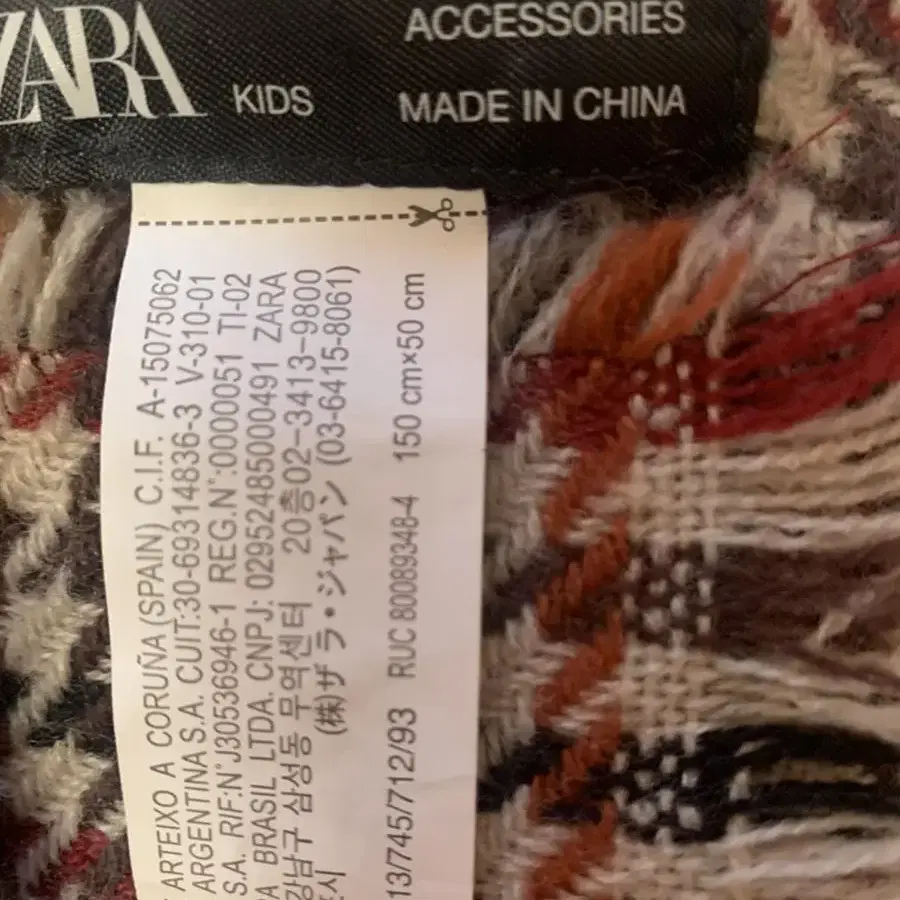 ZARA
KIDS
ACCESSORIES
MADE IN CHINA
ARTEIXO A CORUÑA (SPAIN) C.I.F. A-15075062
ARGENTINA S.A. CUIT:30-69314836-3 V-310-01
S.A. RIF:N°J30536946-1 REG.N°:0000051 TI-02
BRASIL LTDA. CNPJ: 02952485000491 ZARA
강남구 삼성동 무역센터 20층02-3413-9800
(株)ザラ・ジャパン (03-6415-8061)
13/745/712/93 RUC 80089348-4 150 cm×50 cm